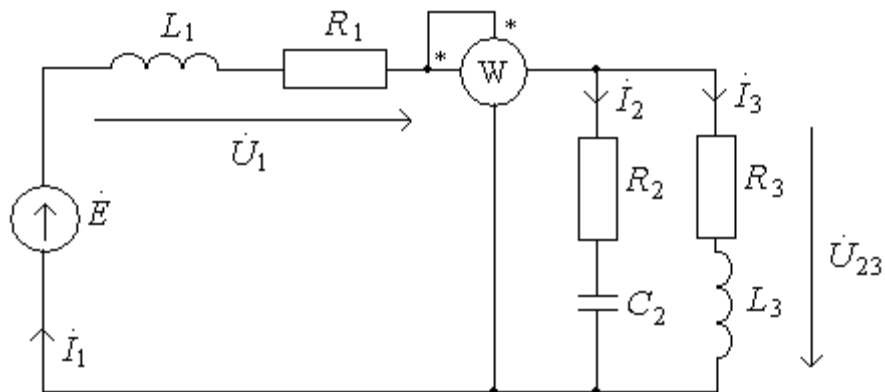 L₁
R₁
*
*
W
U̇₁
Ė
İ₁
İ₂
İ₃
R₂
R₃
C₂
L₃
U̇₂₃